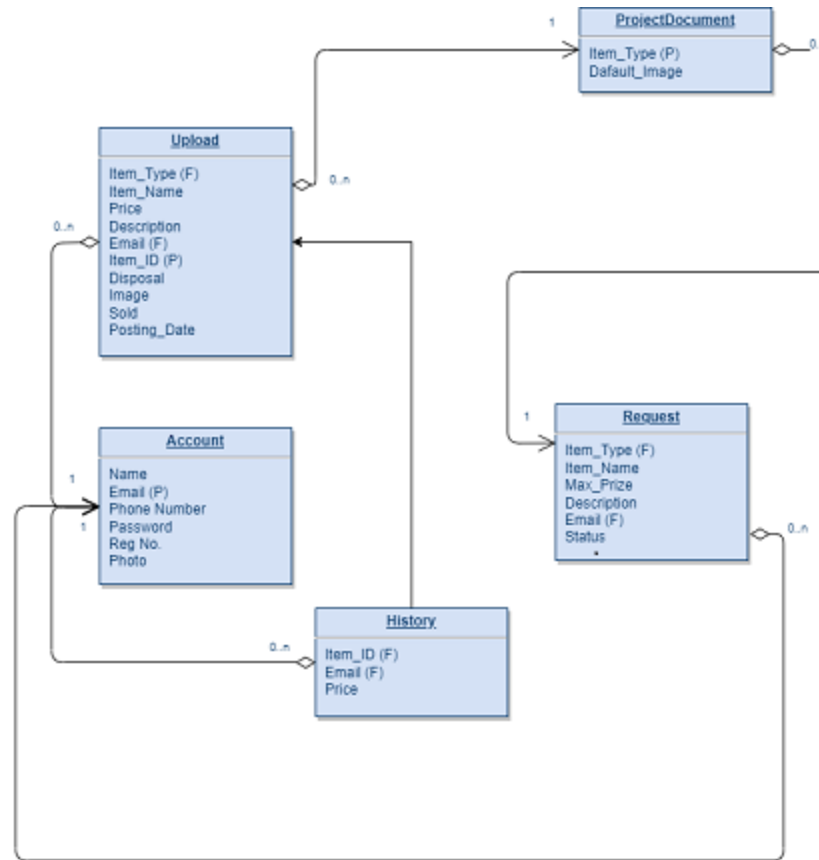 1
ProjectDocument
Item_Type (P)
Dafault_Image
0.
Upload
Item_Type (F)
Item_Name
Price
Description
Email (F)
Item_ID (P)
Disposal
Image
Sold
Posting_Date
0..n
0..n
Account
Name
Email (P)
Phone Number
Password
Reg No.
Photo
1
1
1
Request
Item_Type (F)
Item_Name
Max_Prize
Description
Email (F)
Status
0..n
History
Item_ID (F)
Email (F)
Price
0..n